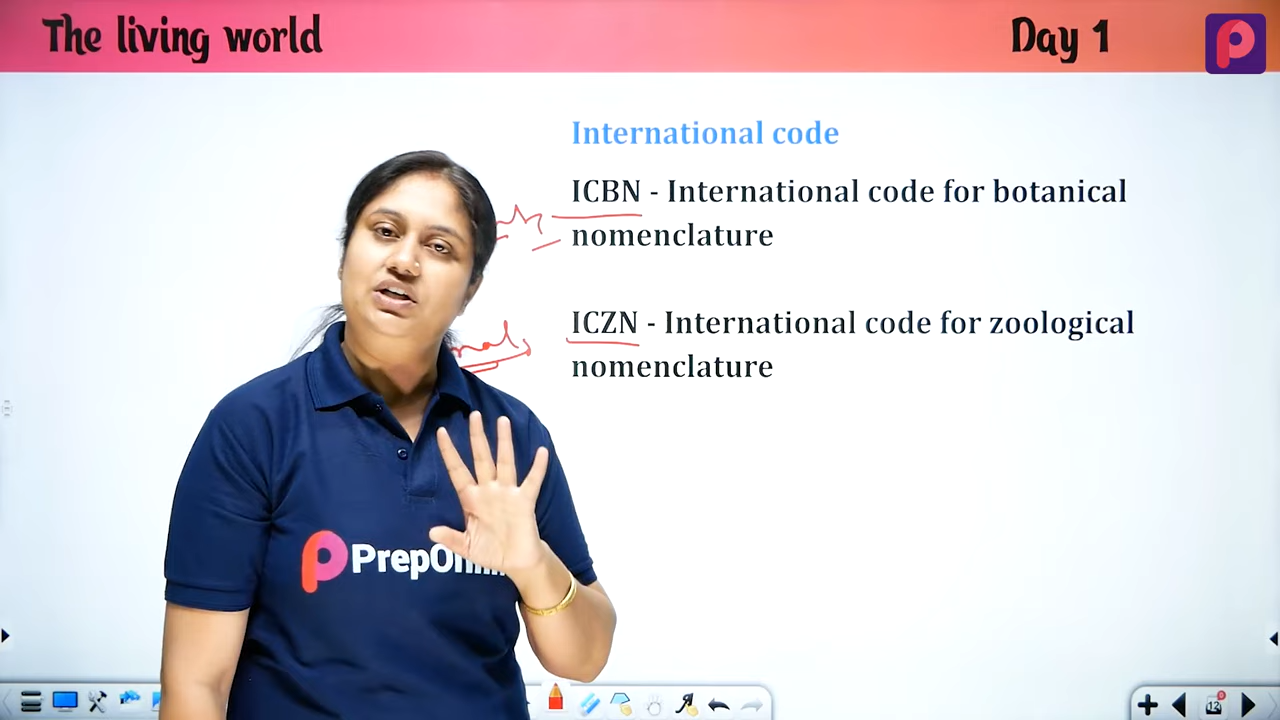 The living world
Day 1
International code
ICBN - International code for botanical
nomenclature
ICZN - International code for zoological
nomenclature
12